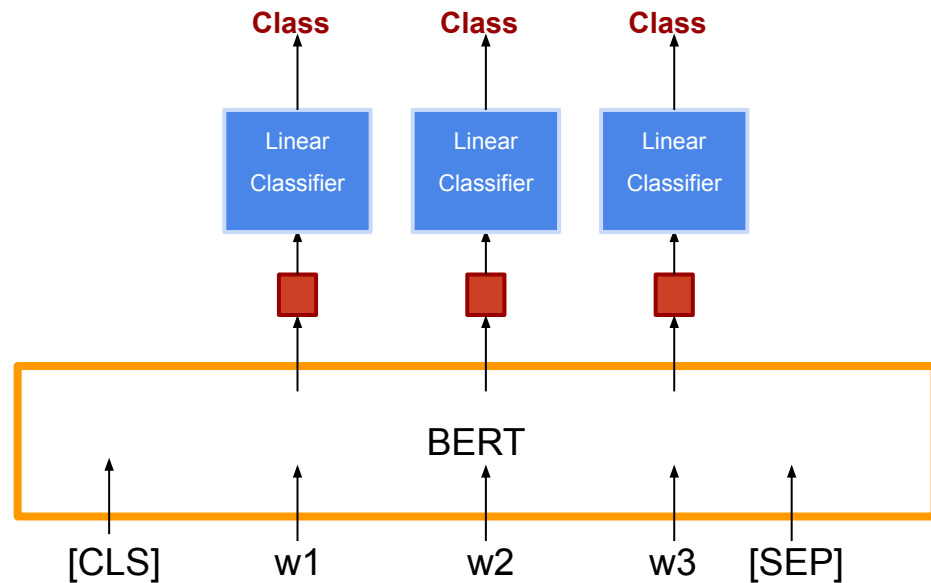 Class Class Class
Linear Linear Linear
Classifier Classifier Classifier
BERT
[CLS] w1 w2 w3 [SEP]